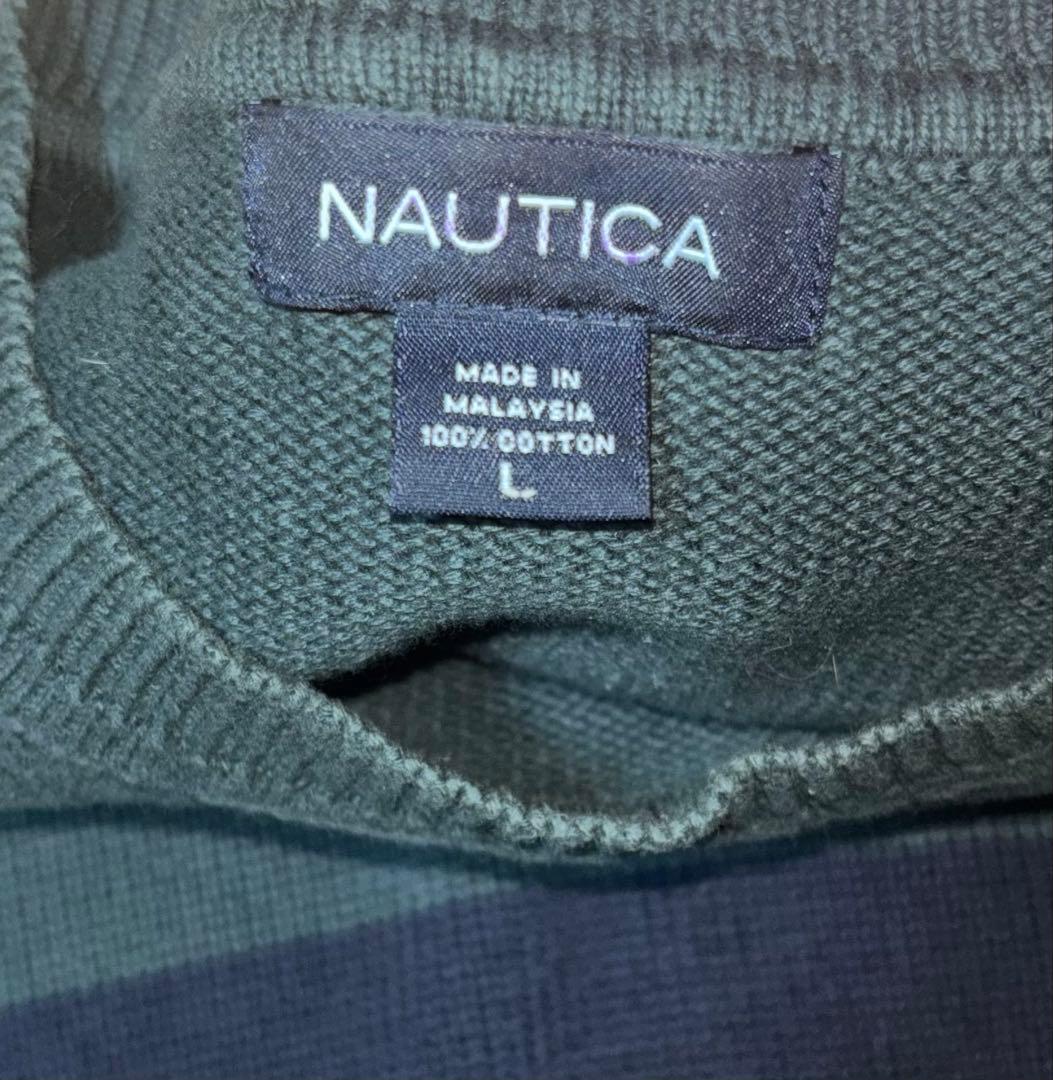 NAUTICA
MADE IN
MALAYSIA
100% COTTON
L